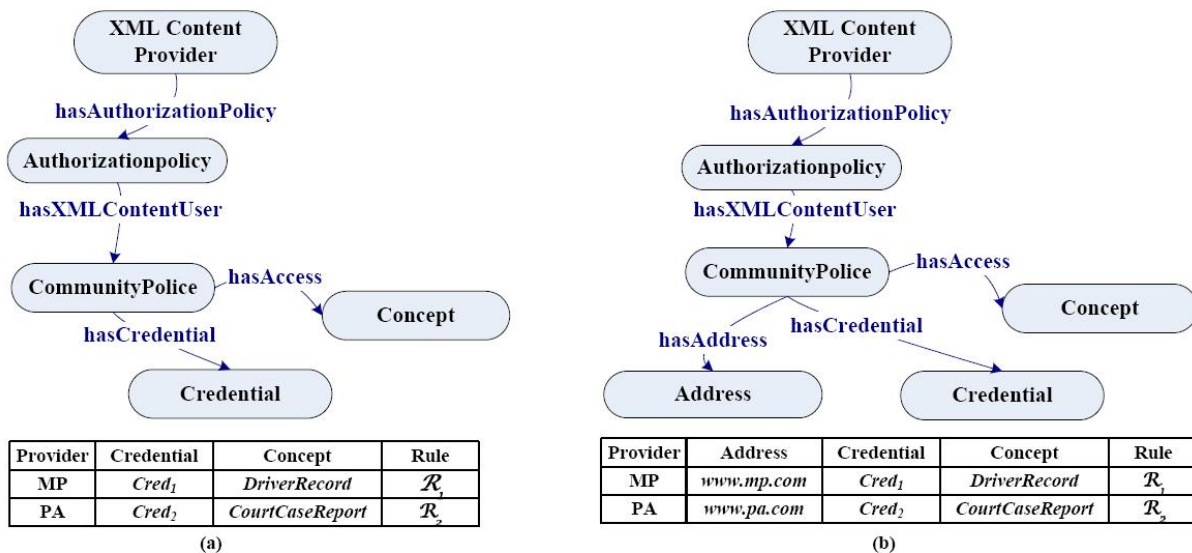 XML Content
Provider
hasAuthorizationPolicy
Authorizationpolicy
hasXMLContentUser
CommunityPolice
hasAccess
Concept
hasCredential
Credential
Provider Credential Concept Rule
MP Cred₁ DriverRecord ℛ₁
PA Cred₂ CourtCaseReport ℛ₂
(a)
XML Content
Provider
hasAuthorizationPolicy
Authorizationpolicy
hasXMLContentUser
CommunityPolice
hasAccess
Concept
hasCredential
hasAddress
Address
Credential
Provider Address Credential Concept Rule
MP www.mp.com Cred₁ DriverRecord ℛ₁
PA www.pa.com Cred₂ CourtCaseReport ℛ₂
(b)